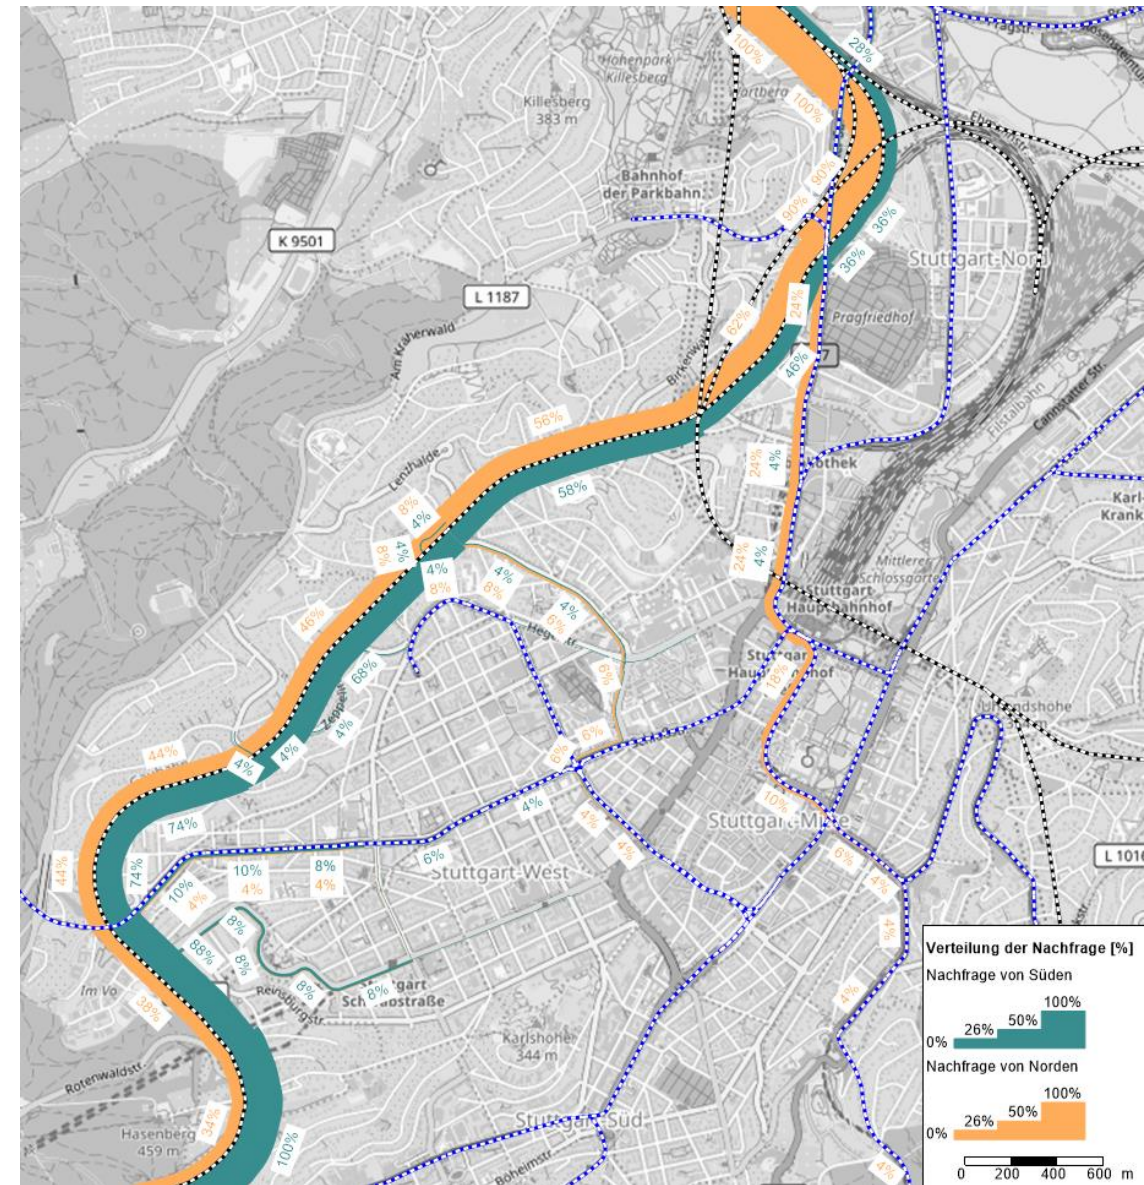 Pragstr.
28%
100%
Höhenpark
Killesberg
Killesberg
383 m
100%
Bahnhof
der Parkbahn
90%
90%
36%
36%
K 9501
Stuttgart-Nord
L 1187
24%
62%
Pragfriedhof
Am Kräherwald
46%
56%
Lenzhalde
58%
24%
4%
Filstalbahn
Cannstatter Str.
8%
4%
8%
4%
4%
8%
4%
8%
24%
4%
Mittlerer
Schlossgarten
Stuttgart
Hauptbahnhof
46%
4%
6%
6%
68%
4%
18%
44%
4%
4%
6%
6%
Uhlandshöhe
74%
4%
4%
4%
10%
Stuttgart-Mitte
44%
74%
10%
4%
10%
4%
8%
4%
6%
Stuttgart-West
6%
4%
4%
L 1016
88%
8%
8%
8%
8%
Stuttgart
Schwabstraße
Reinsburgstr.
38%
4%
Karlshöhe
344 m
Rotenwaldstr.
Hasenberg
459 m
34%
100%
Stuttgart-Süd
Böheimstr.
4%
Verteilung der Nachfrage [%]
Nachfrage von Süden
0% 26% 50% 100%
Nachfrage von Norden
0% 26% 50% 100%
0 200 400 600 m